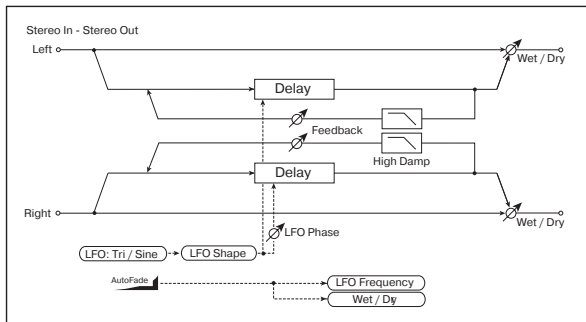 Stereo In - Stereo Out
Left
Wet / Dry
Delay
Feedback
High Damp
Delay
Right
Wet / Dry
LFO Phase
LFO: Tri / Sine
LFO Shape
AutoFade
LFO Frequency
Wet / Dry